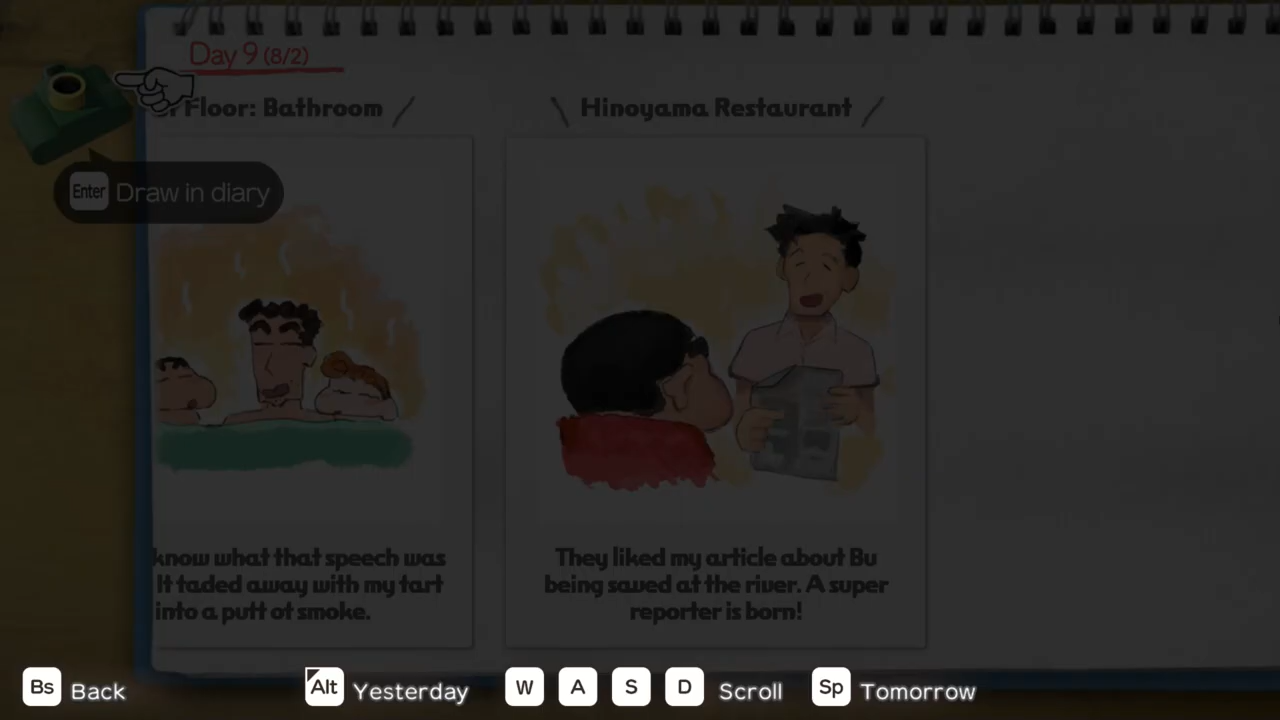 Day 9 (8/2)
Floor: Bathroom
Hinoyama Restaurant
Enter Draw in diary
know what that speech was
It faded away with my fart
into a puff of smoke.
They liked my article about Bu
being saved at the river. A super
reporter is born!
Bs Back
Alt Yesterday
W A S D Scroll
Sp Tomorrow